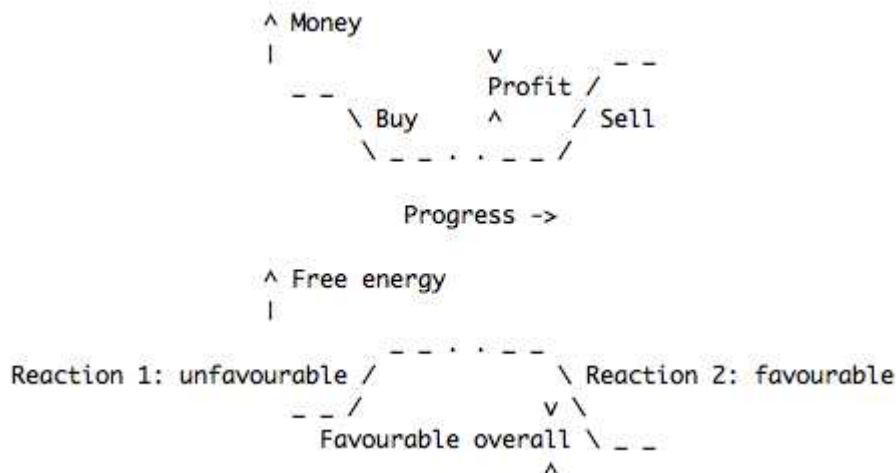 ^ Money
| v _ _
_ _ Profit /
\ Buy ^ / Sell
\ _ _ . . _ _ /
Progress ->
^ Free energy
|
_ _ . . _ _
Reaction 1: unfavourable / \ Reaction 2: favourable
_ _ / v \
Favourable overall \ _ _
^